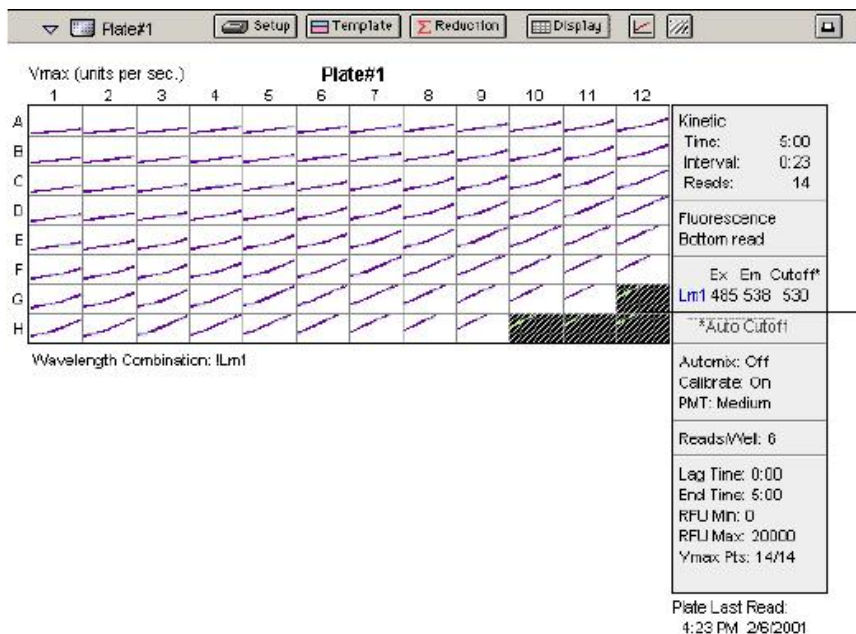 Plate#1 Setup Template Reduction Display
Vmax (units per sec.) Plate#1
1 2 3 4 5 6 7 8 9 10 11 12
A
B
C
D
E
F
G
H
Wavelength Combination: !Lm1
Kinetic
Time: 5:00
Interval: 0:23
Reads: 14
Fluorescence
Bottom read
Ex Em Cutoff*
Lm1 485 538 530
*Auto Cutoff
Automix: Off
Calibrate: On
PMT: Medium
Reads/Well: 6
Lag Time: 0:00
End Time: 5:00
RFU Min: 0
RFU Max: 20000
Vmax Pts: 14/14
Plate Last Read:
4:23 PM 2/6/2001